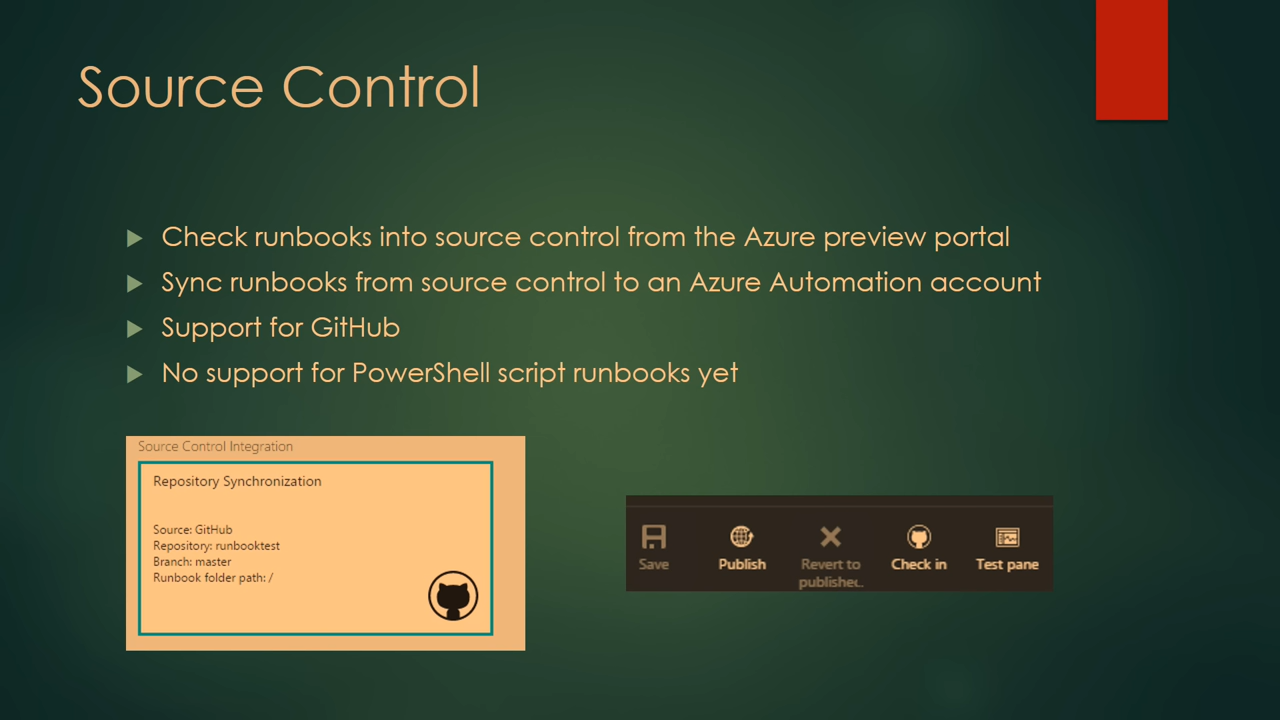 Source Control
Check runbooks into source control from the Azure preview portal
Sync runbooks from source control to an Azure Automation account
Support for GitHub
No support for PowerShell script runbooks yet
Source Control Integration
Repository Synchronization
Source: GitHub
Repository: runbooktest
Branch: master
Runbook folder path: /
Save
Publish
Revert to
publishe...
Check in
Test pane